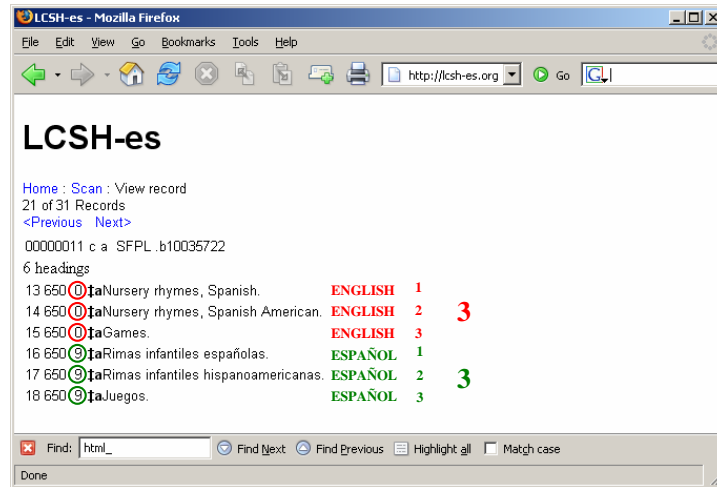 LCSH-es - Mozilla Firefox
File Edit View Go Bookmarks Tools Help
http://lcsh-es.org Go G
LCSH-es
Home : Scan : View record
21 of 31 Records
<Previous Next>
00000011 c a SFPL .b10035722
6 headings
13 650 0 ‡aNursery rhymes, Spanish. ENGLISH 1
14 650 0 ‡aNursery rhymes, Spanish American. ENGLISH 2 3
15 650 0 ‡aGames. ENGLISH 3
16 650 9 ‡aRimas infantiles españolas. ESPAÑOL 1
17 650 9 ‡aRimas infantiles hispanoamericanas. ESPAÑOL 2 3
18 650 9 ‡aJuegos. ESPAÑOL 3
Find: html_ Find Next Find Previous Highlight all Match case
Done